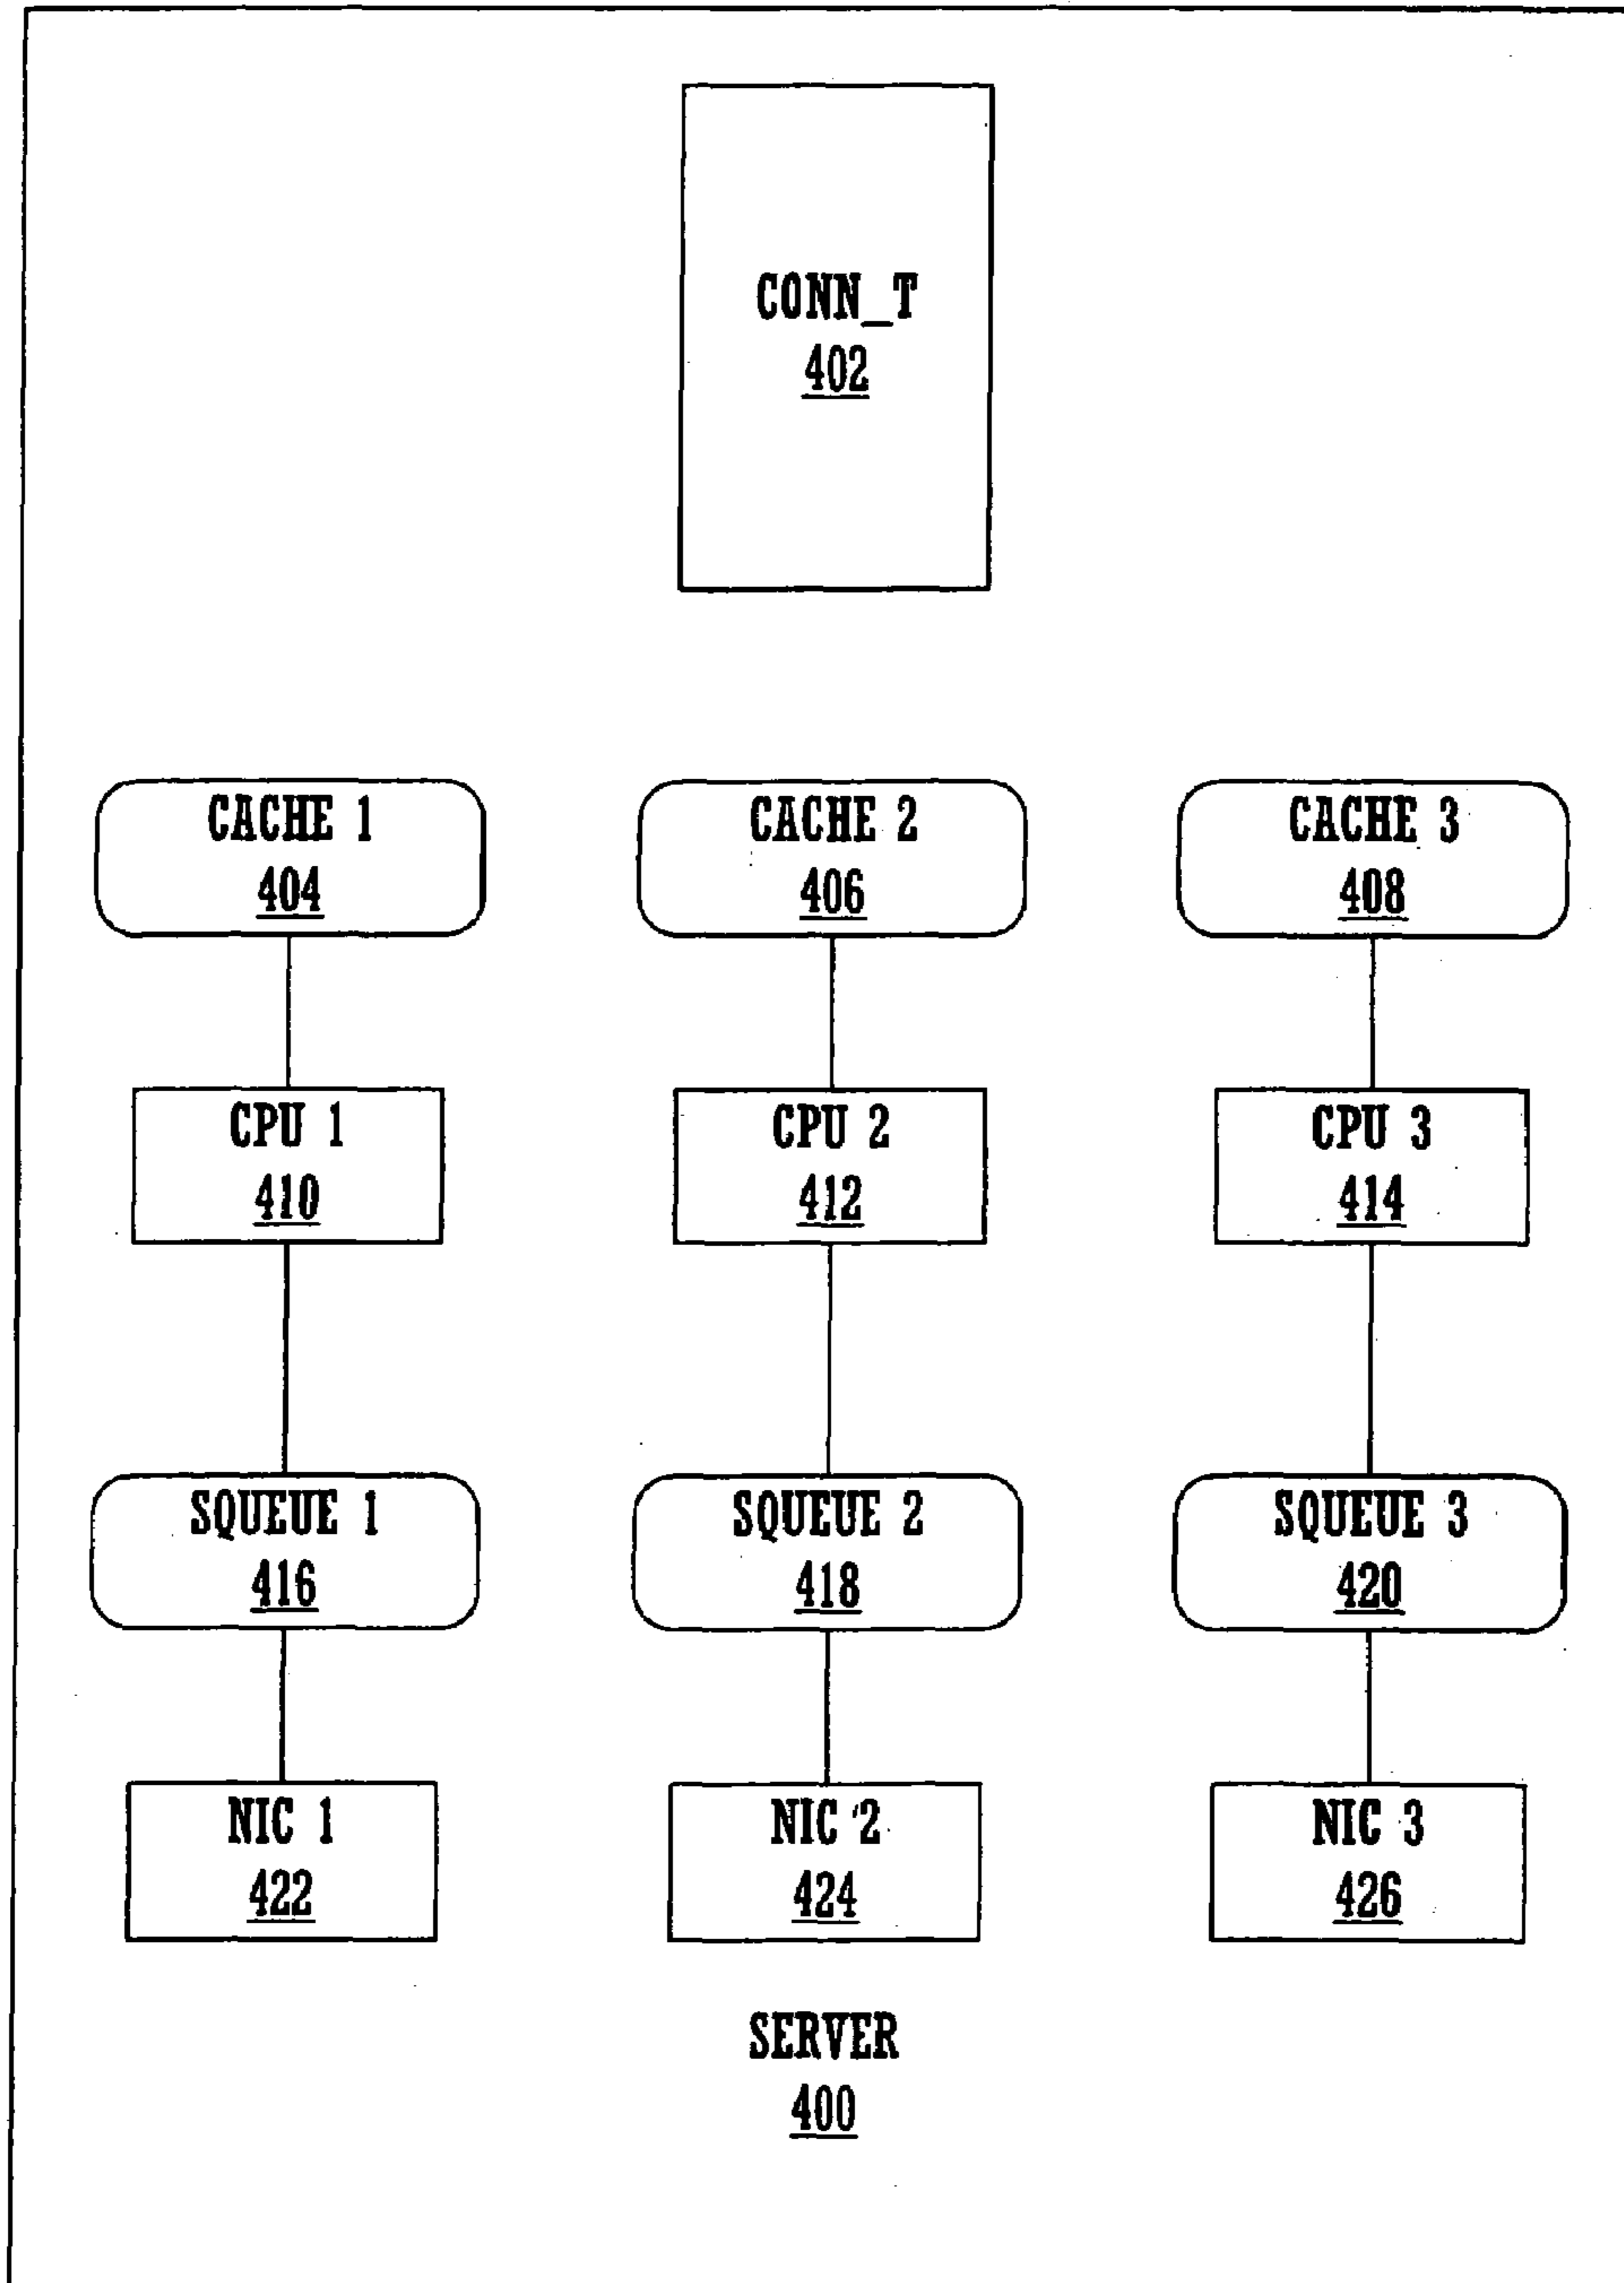 CONN_T
402
CACHE 1
404
CACHE 2
406
CACHE 3
408
CPU 1
410
CPU 2
412
CPU 3
414
SQUEUE 1
416
SQUEUE 2
418
SQUEUE 3
420
NIC 1
422
NIC 2
424
NIC 3
426
SERVER
400